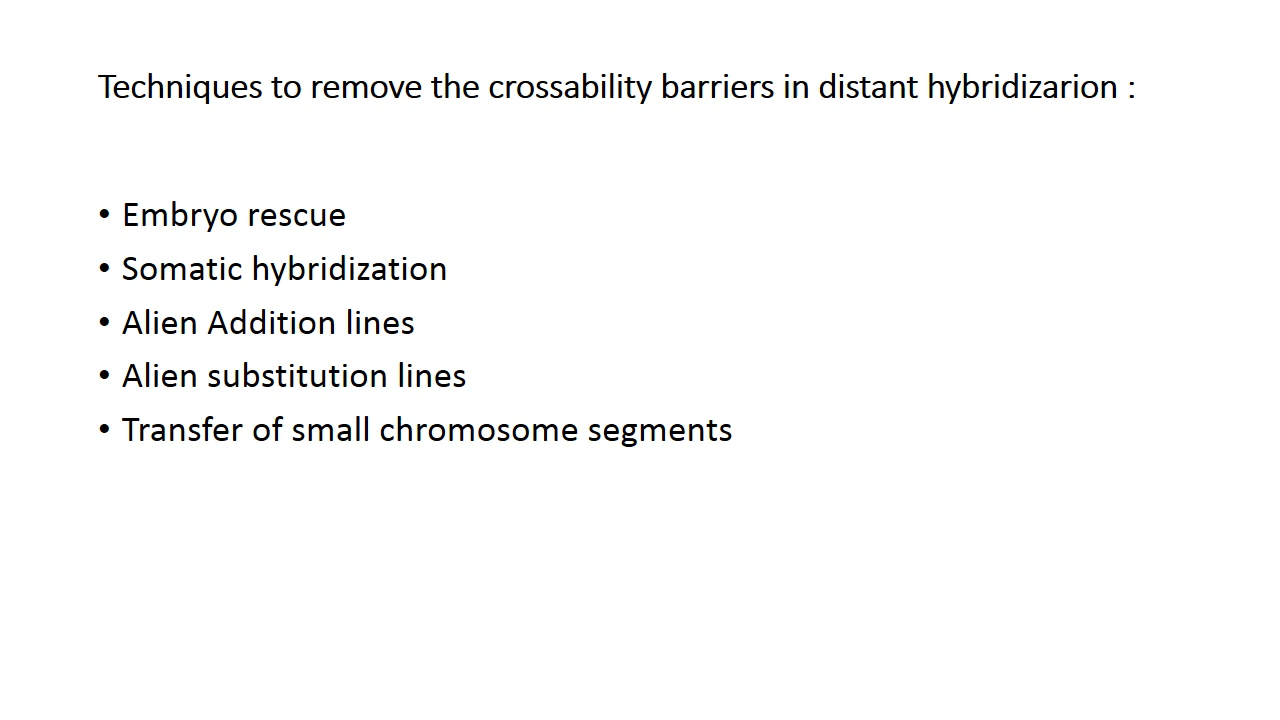 Techniques to remove the crossability barriers in distant hybridizarion :
• Embryo rescue
• Somatic hybridization
• Alien Addition lines
• Alien substitution lines
• Transfer of small chromosome segments